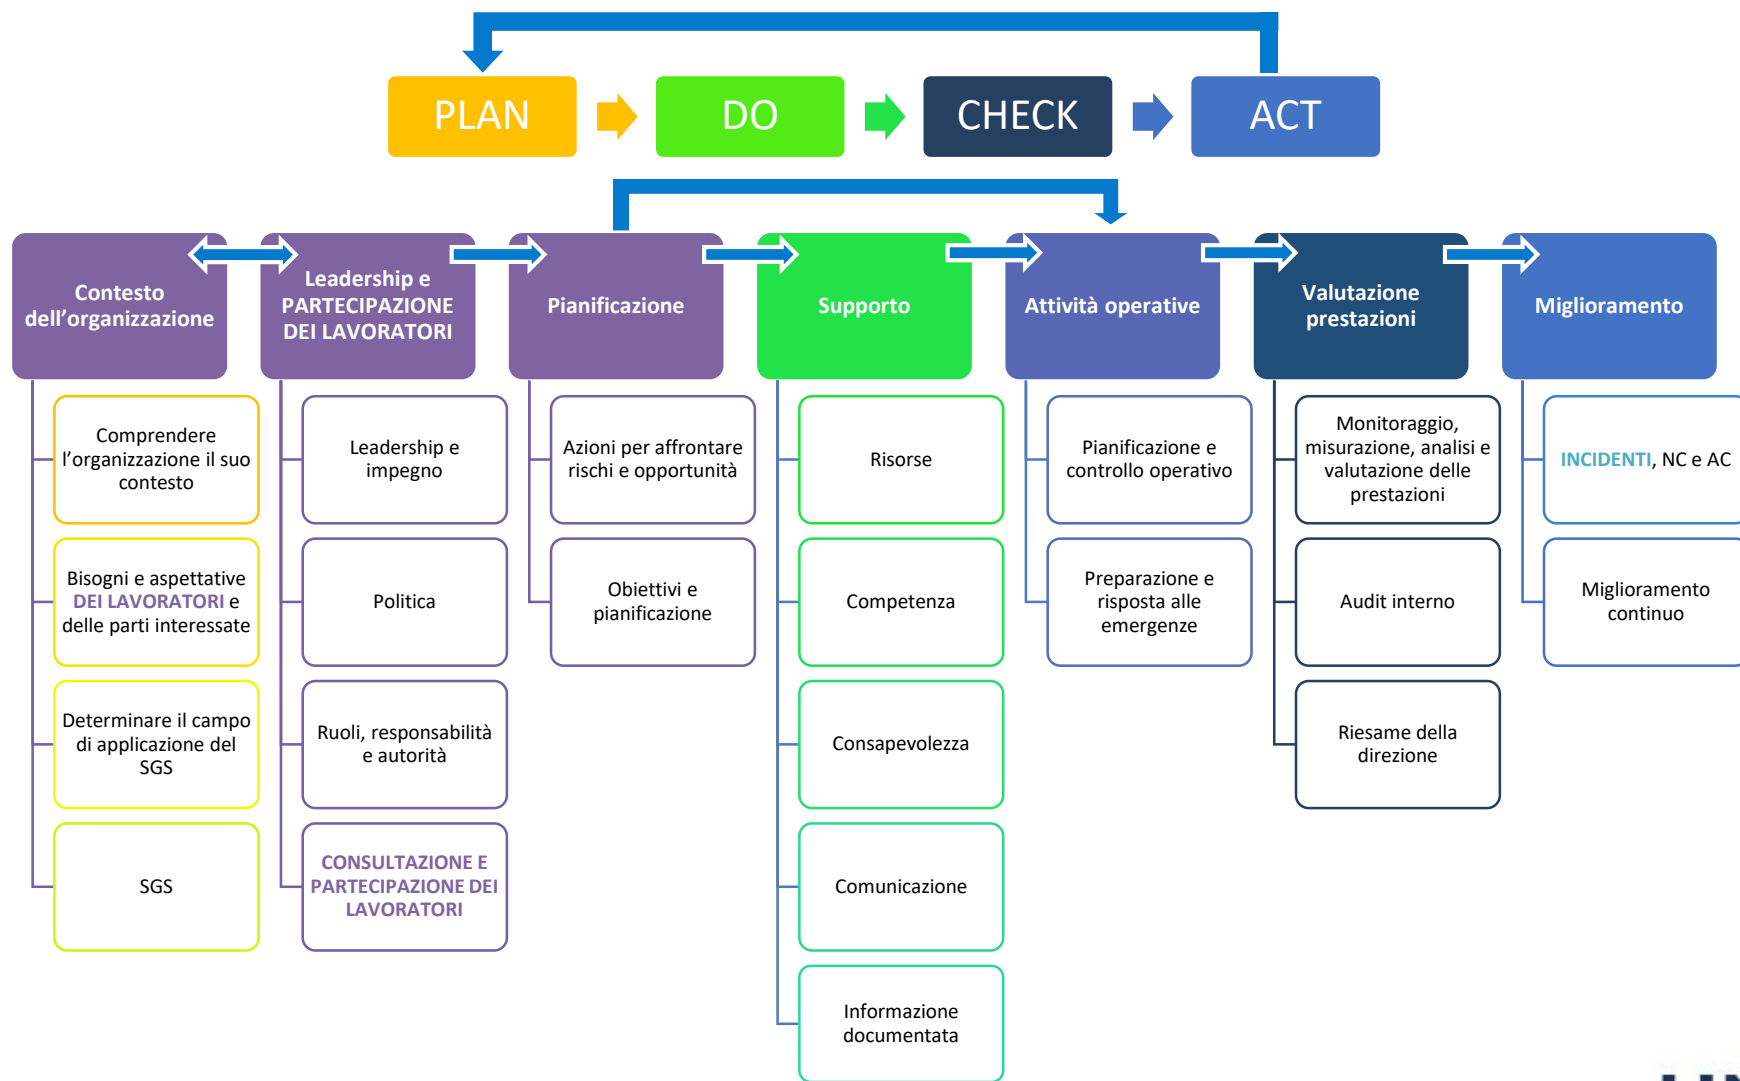 PLAN
DO
CHECK
ACT
Contesto
dell’organizzazione
Leadership e
PARTECIPAZIONE
DEI LAVORATORI
Pianificazione
Supporto
Attività operative
Valutazione
prestazioni
Miglioramento
Comprendere
l’organizzazione il suo
contesto
Bisogni e aspettative
DEI LAVORATORI e
delle parti interessate
Determinare il campo
di applicazione del
SGS
SGS
Leadership e
impegno
Politica
Ruoli, responsabilità
e autorità
CONSULTAZIONE E
PARTECIPAZIONE DEI
LAVORATORI
Azioni per affrontare
rischi e opportunità
Obiettivi e
pianificazione
Risorse
Competenza
Consapevolezza
Comunicazione
Informazione
documentata
Pianificazione e
controllo operativo
Preparazione e
risposta alle
emergenze
Monitoraggio,
misurazione, analisi e
valutazione delle
prestazioni
Audit interno
Riesame della
direzione
INCIDENTI, NC e AC
Miglioramento
continuo